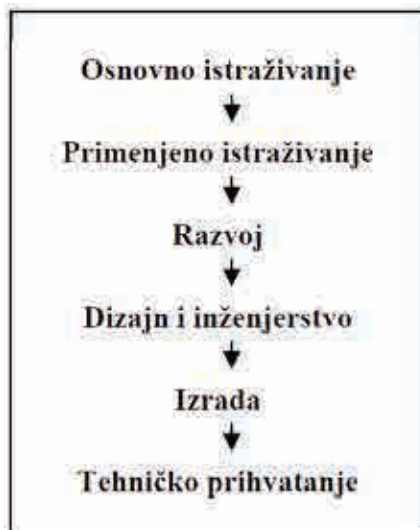 Osnovno istraživanje
Primenjeno istraživanje
Razvoj
Dizajn i inženjerstvo
Izrada
Tehničko prihvatanje